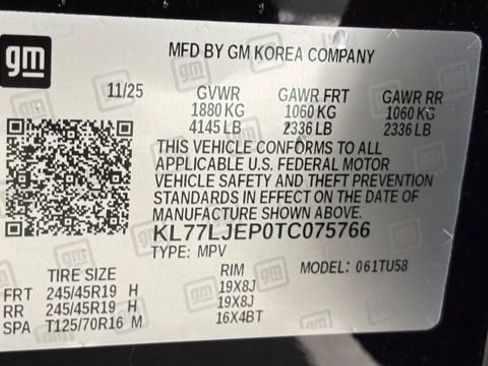 gm
MFD BY GM KOREA COMPANY
11/25 GVWR GAWR FRT GAWR RR
1880 KG 1060 KG 1060 KG
4145 LB 2336 LB 2336 LB
THIS VEHICLE CONFORMS TO ALL
APPLICABLE U.S. FEDERAL MOTOR
VEHICLE SAFETY AND THEFT PREVENTION
STANDARDS IN EFFECT ON THE DATE OF
MANUFACTURE SHOWN ABOVE.
KL77LJEP0TC075766
TYPE: MPV
TIRE SIZE RIM MODEL: 061TU58
FRT 245/45R19 H 19X8J
RR 245/45R19 H 19X8J
SPA T125/70R16 M 16X4BT